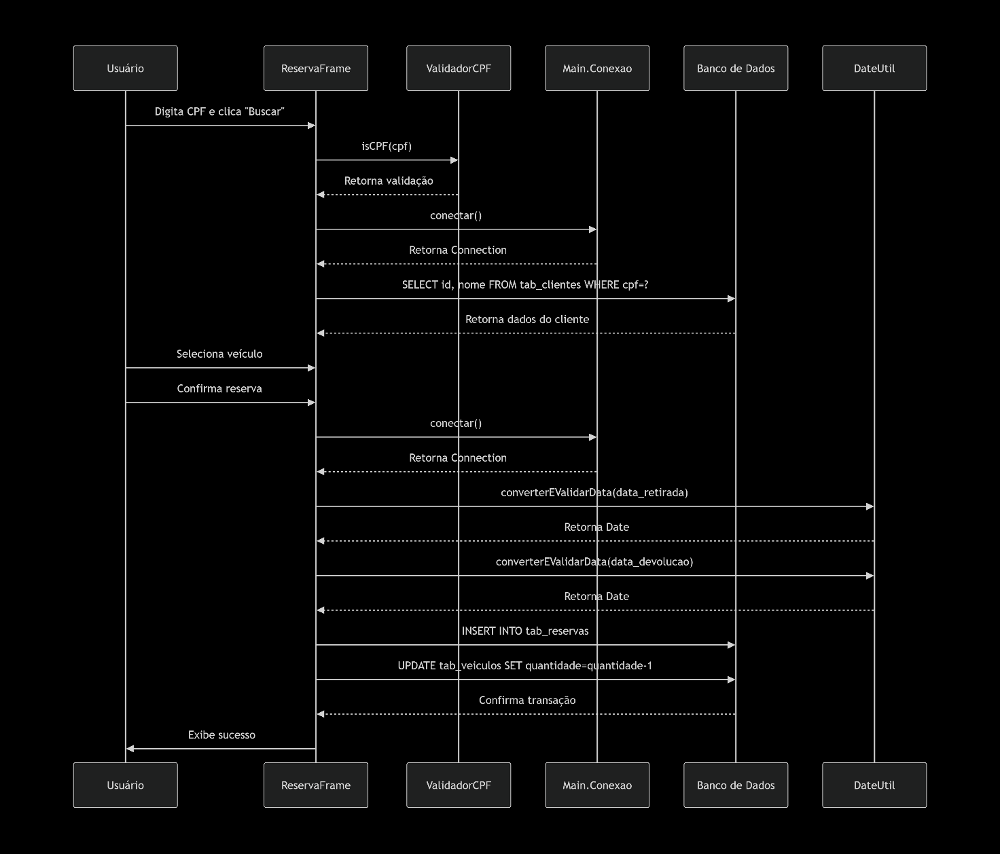 Usuário
ReservaFrame
ValidadorCPF
Main.Conexao
Banco de Dados
DateUtil
Digita CPF e clica "Buscar"
isCPF(cpf)
Retorna validação
conectar()
Retorna Connection
SELECT id, nome FROM tab_clientes WHERE cpf=?
Retorna dados do cliente
Seleciona veículo
Confirma reserva
conectar()
Retorna Connection
converterEValidarData(data_retirada)
Retorna Date
converterEValidarData(data_devolucao)
Retorna Date
INSERT INTO tab_reservas
UPDATE tab_veiculos SET quantidade=quantidade-1
Confirma transação
Exibe sucesso
Usuário
ReservaFrame
ValidadorCPF
Main.Conexao
Banco de Dados
DateUtil